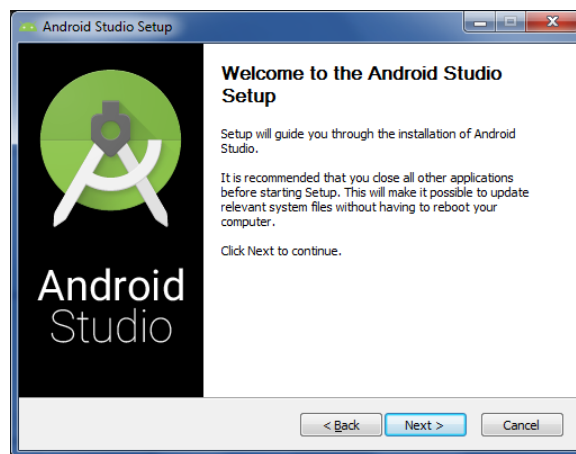 Android Studio Setup
Welcome to the Android Studio
Setup
Setup will guide you through the installation of Android
Studio.
It is recommended that you close all other applications
before starting Setup. This will make it possible to update
relevant system files without having to reboot your
computer.
Click Next to continue.
Android
Studio
< Back
Next >
Cancel